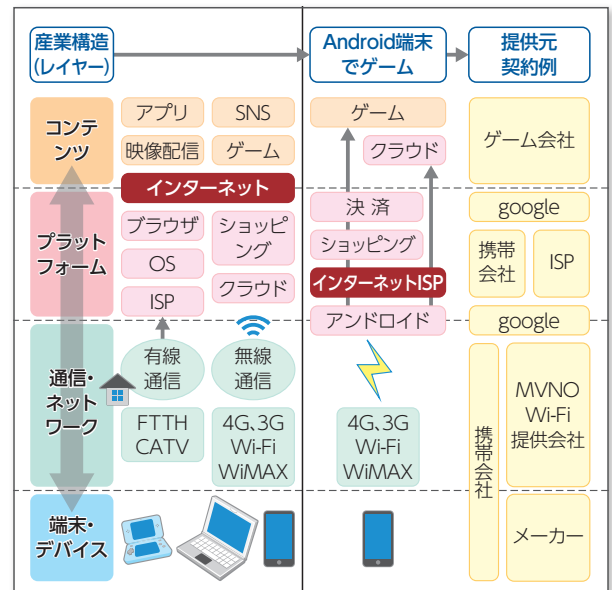 産業構造
(レイヤー)
Android端末
でゲーム
提供元
契約例
コンテ
ンツ
アプリ
SNS
映像配信
ゲーム
インターネット
ゲーム
クラウド
ゲーム会社
プラット
フォーム
ブラウザ
ショッピ
ング
OS
クラウド
ISP
決済
ショッピング
インターネットISP
アンドロイド
google
携帯
会社
ISP
google
通信・
ネット
ワーク
有線
通信
無線
通信
FTTH
CATV
4G、3G
Wi-Fi
WiMAX
4G、3G
Wi-Fi
WiMAX
携帯会社
MVNO
Wi-Fi
提供会社
端末・
デバイス
メーカー